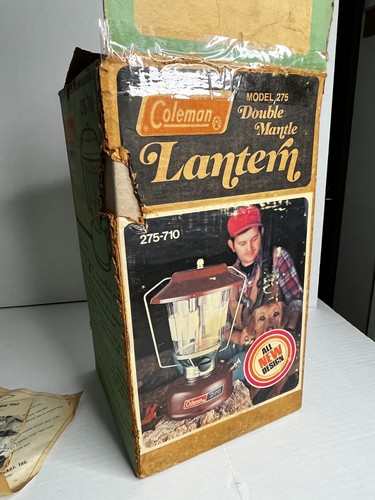 Coleman
MODEL 275
Double
Mantle
Lantern
275-710
ALL
NEW
DESIGN
Coleman